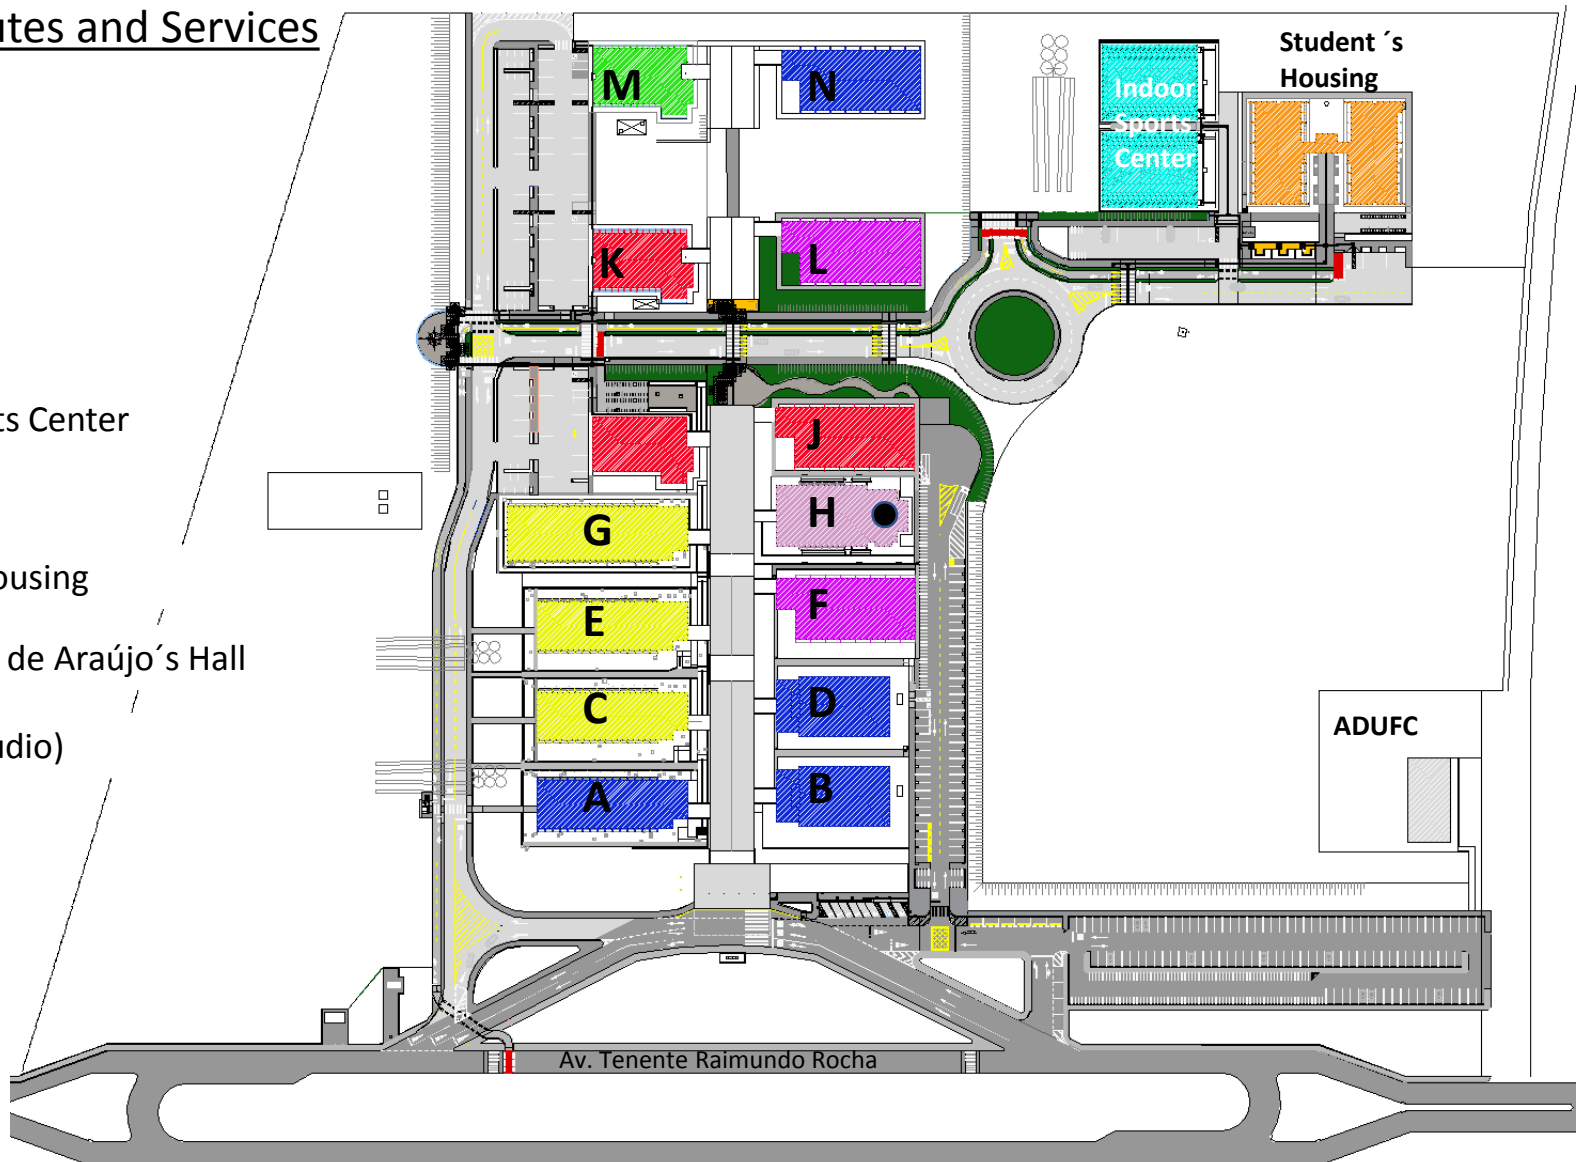 utes and Services
Student ´s
Housing
M
N
Indoor
Sports
Center
K
L
ts Center
J
G
H
ousing
E
F
de Araújo´s Hall
C
D
ADUFC
udio)
A
B
Av. Tenente Raimundo Rocha